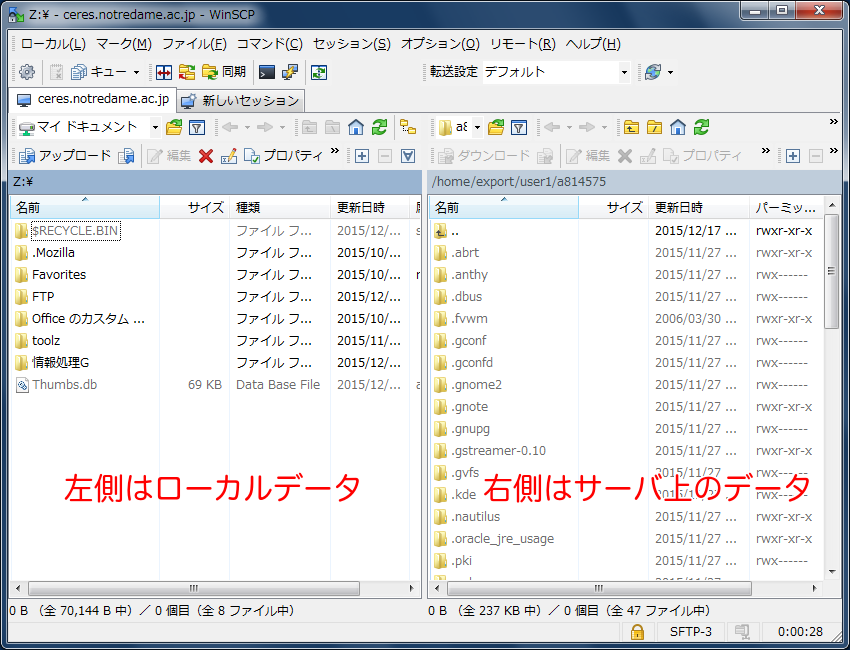 Z:¥ - ceres.notredame.ac.jp - WinSCP
ローカル(L) マーク(M) ファイル(F) コマンド(C) セッション(S) オプション(O) リモート(R) ヘルプ(H)
キュー 同期 転送設定 デフォルト
ceres.notredame.ac.jp 新しいセッション
マイ ドキュメント a8
アップロード 編集 プロパティ » ダウンロード 編集 プロパティ »
Z:¥ /home/export/user1/a814575
名前 サイズ 種類 更新日時 名前 サイズ 更新日時 パーミッ...
$RECYCLE.BIN ファイル フ... 2015/12/... .. 2015/12/17 ... rwxr-xr-x
.Mozilla ファイル フ... 2015/10/... .abrt 2015/11/27 ... rwxr-xr-x
Favorites ファイル フ... 2015/10/... .anthy 2015/11/27 ... rwx------
FTP ファイル フ... 2015/12/... .dbus 2015/11/27 ... rwx------
Office のカスタム ... ファイル フ... 2015/10/... .fvwm 2006/03/30 ... rwxr-xr-x
toolz ファイル フ... 2015/11/... .gconf 2015/11/27 ... rwx------
情報処理G ファイル フ... 2015/12/... .gconfd 2015/11/27 ... rwx------
Thumbs.db 69 KB Data Base File 2015/12/... .gnome2 2015/11/27 ... rwx------
.gnote 2015/11/27 ... rwxr-xr-x
.gnupg 2015/11/27 ... rwx------
.gstreamer-0.10 2015/11/27 ... rwxr-xr-x
.gvfs 2015/11/27 ... rwx------
左側はローカルデータ 右側はサーバ上のデータ
.kde 2015/11/27 ... rwxr-xr-x
.nautilus 2015/11/27 ... rwxr-xr-x
.oracle_jre_usage 2015/11/27 ... rwxr-xr-x
.pki 2015/11/27 ... rwx------
0 B （全 70,144 B 中）／ 0 個目（全 8 ファイル中） 0 B （全 237 KB 中）／ 0 個目（全 47 ファイル中）
SFTP-3 0:00:28